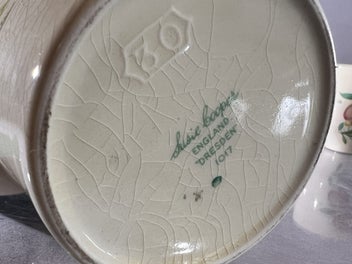 30
Susie Cooper
ENGLAND
"DRESDEN"
1017